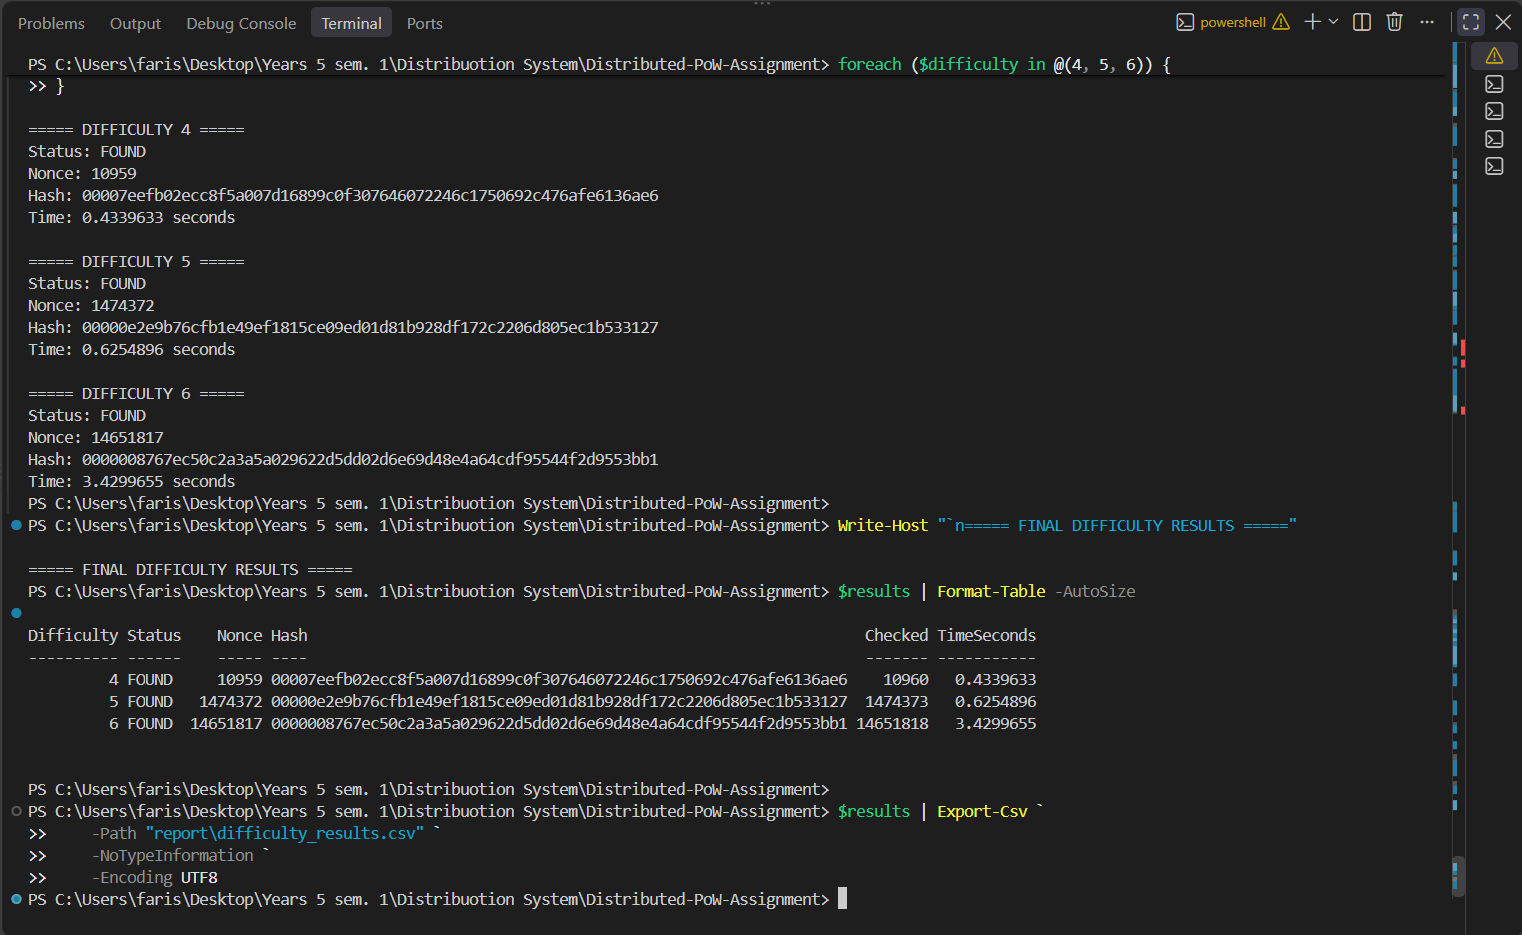 Problems Output Debug Console Terminal Ports powershell
PS C:\Users\faris\Desktop\Years 5 sem. 1\Distribuotion System\Distributed-PoW-Assignment> foreach ($difficulty in @(4, 5, 6)) {
>> }
===== DIFFICULTY 4 =====
Status: FOUND
Nonce: 10959
Hash: 00007eefb02ecc8f5a007d16899c0f307646072246c1750692c476afe6136ae6
Time: 0.4339633 seconds
===== DIFFICULTY 5 =====
Status: FOUND
Nonce: 1474372
Hash: 00000e2e9b76cfb1e49ef1815ce09ed01d81b928df172c2206d805ec1b533127
Time: 0.6254896 seconds
===== DIFFICULTY 6 =====
Status: FOUND
Nonce: 14651817
Hash: 0000008767ec50c2a3a5a029622d5dd02d6e69d48e4a64cdf95544f2d9553bb1
Time: 3.4299655 seconds
PS C:\Users\faris\Desktop\Years 5 sem. 1\Distribuotion System\Distributed-PoW-Assignment>
PS C:\Users\faris\Desktop\Years 5 sem. 1\Distribuotion System\Distributed-PoW-Assignment> Write-Host "`n===== FINAL DIFFICULTY RESULTS ====="
===== FINAL DIFFICULTY RESULTS =====
PS C:\Users\faris\Desktop\Years 5 sem. 1\Distribuotion System\Distributed-PoW-Assignment> $results | Format-Table -AutoSize
Difficulty Status Nonce Hash Checked TimeSeconds
---------- ------ ----- ---- ------- -----------
4 FOUND 10959 00007eefb02ecc8f5a007d16899c0f307646072246c1750692c476afe6136ae6 10960 0.4339633
5 FOUND 1474372 00000e2e9b76cfb1e49ef1815ce09ed01d81b928df172c2206d805ec1b533127 1474373 0.6254896
6 FOUND 14651817 0000008767ec50c2a3a5a029622d5dd02d6e69d48e4a64cdf95544f2d9553bb1 14651818 3.4299655
PS C:\Users\faris\Desktop\Years 5 sem. 1\Distribuotion System\Distributed-PoW-Assignment>
PS C:\Users\faris\Desktop\Years 5 sem. 1\Distribuotion System\Distributed-PoW-Assignment> $results | Export-Csv `
>> -Path "report\difficulty_results.csv" `
>> -NoTypeInformation `
>> -Encoding UTF8
PS C:\Users\faris\Desktop\Years 5 sem. 1\Distribuotion System\Distributed-PoW-Assignment>